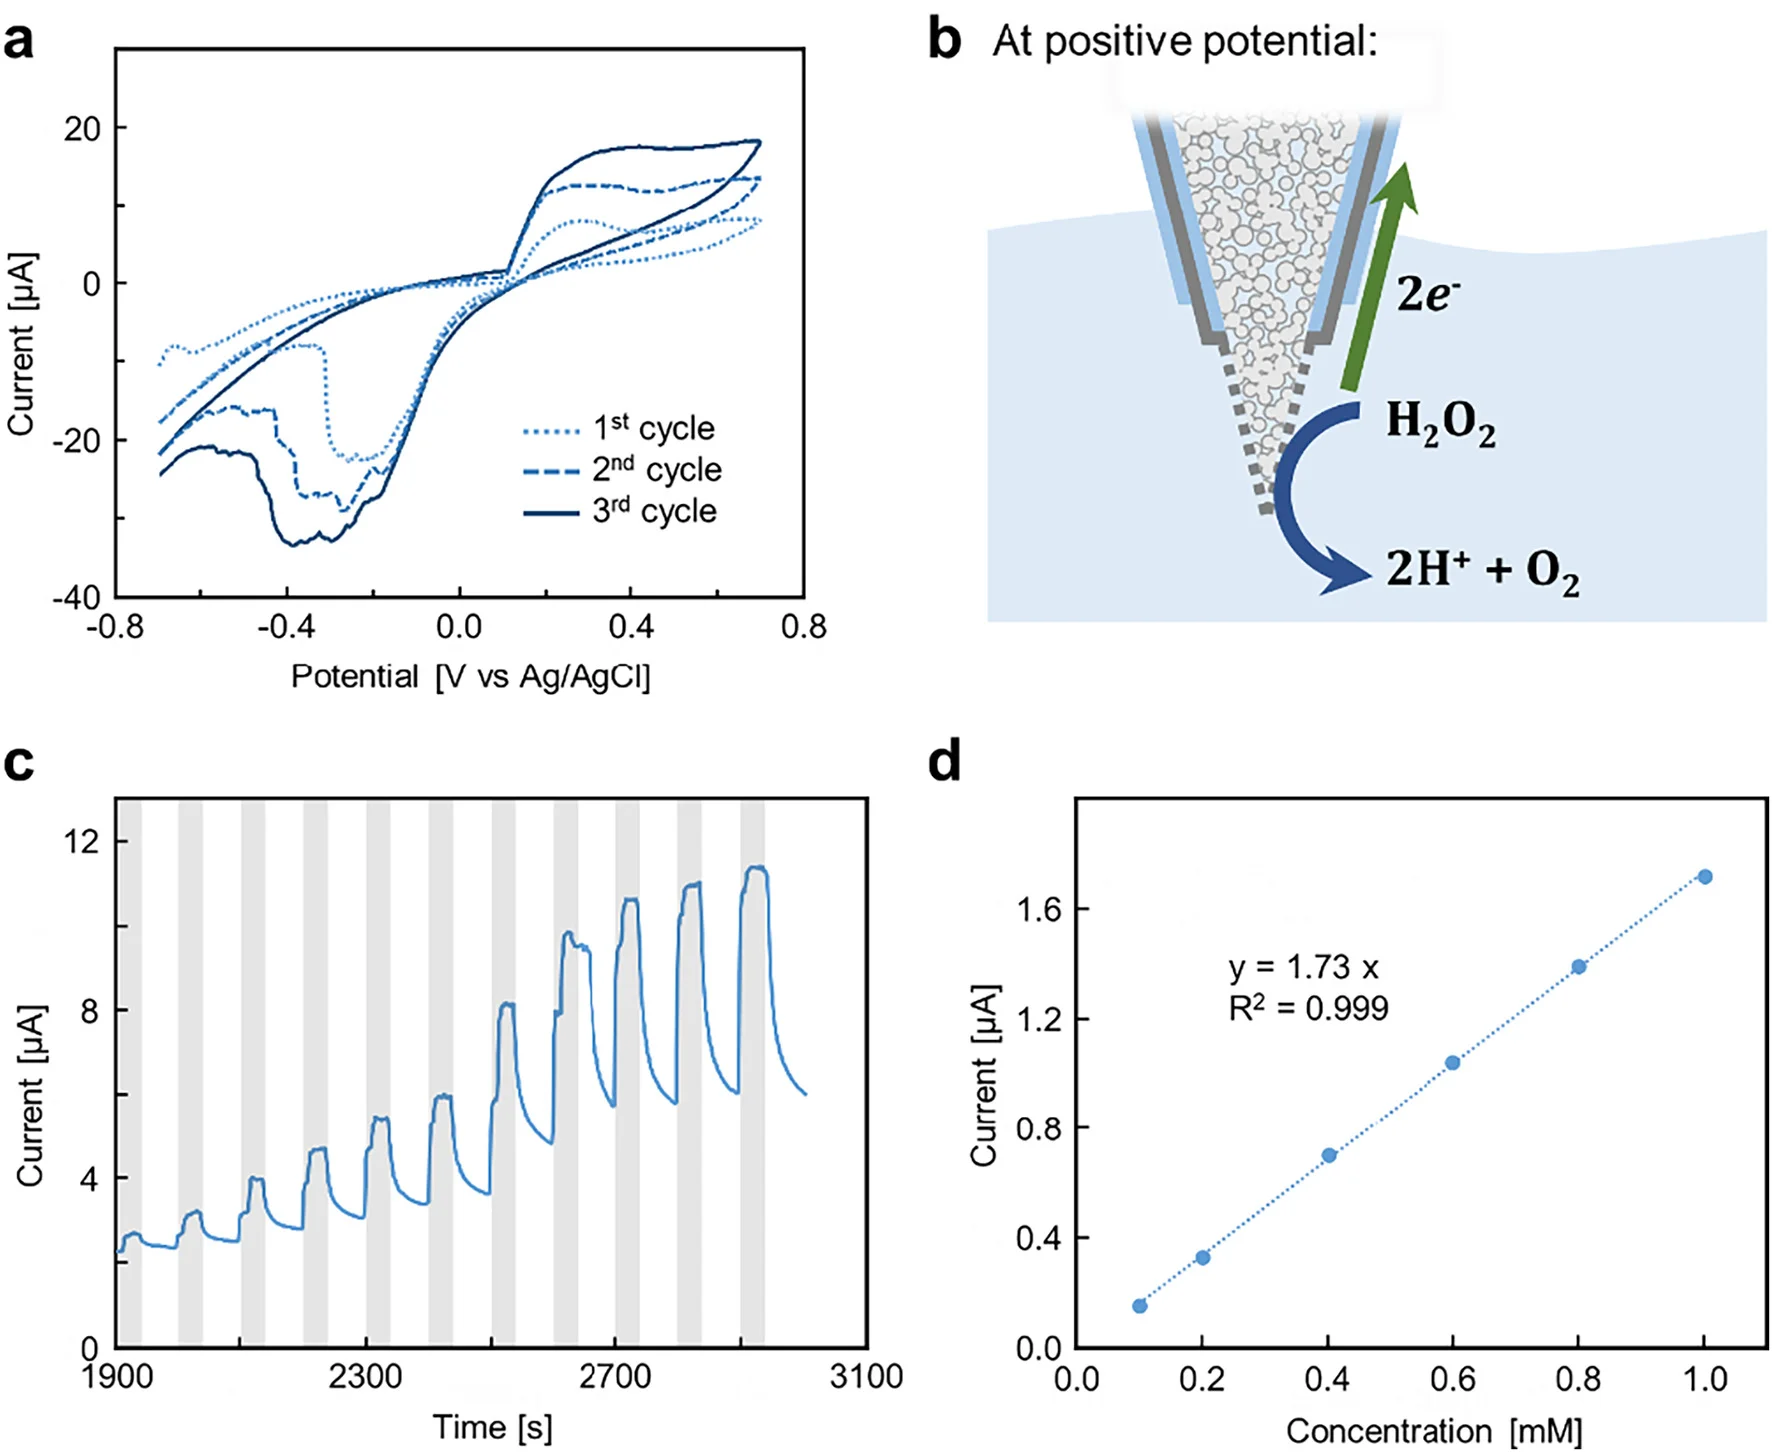 a
20
0
-20
-40
-0.8 -0.4 0.0 0.4 0.8
Current [µA]
Potential [V vs Ag/AgCl]
1st cycle
2nd cycle
3rd cycle
b At positive potential:
2e-
H2O2
2H+ + O2
c
12
8
4
0
1900 2300 2700 3100
Current [µA]
Time [s]
d
1.6
1.2
0.8
0.4
0.0
0.0 0.2 0.4 0.6 0.8 1.0
Current [µA]
Concentration [mM]
y = 1.73 x
R2 = 0.999